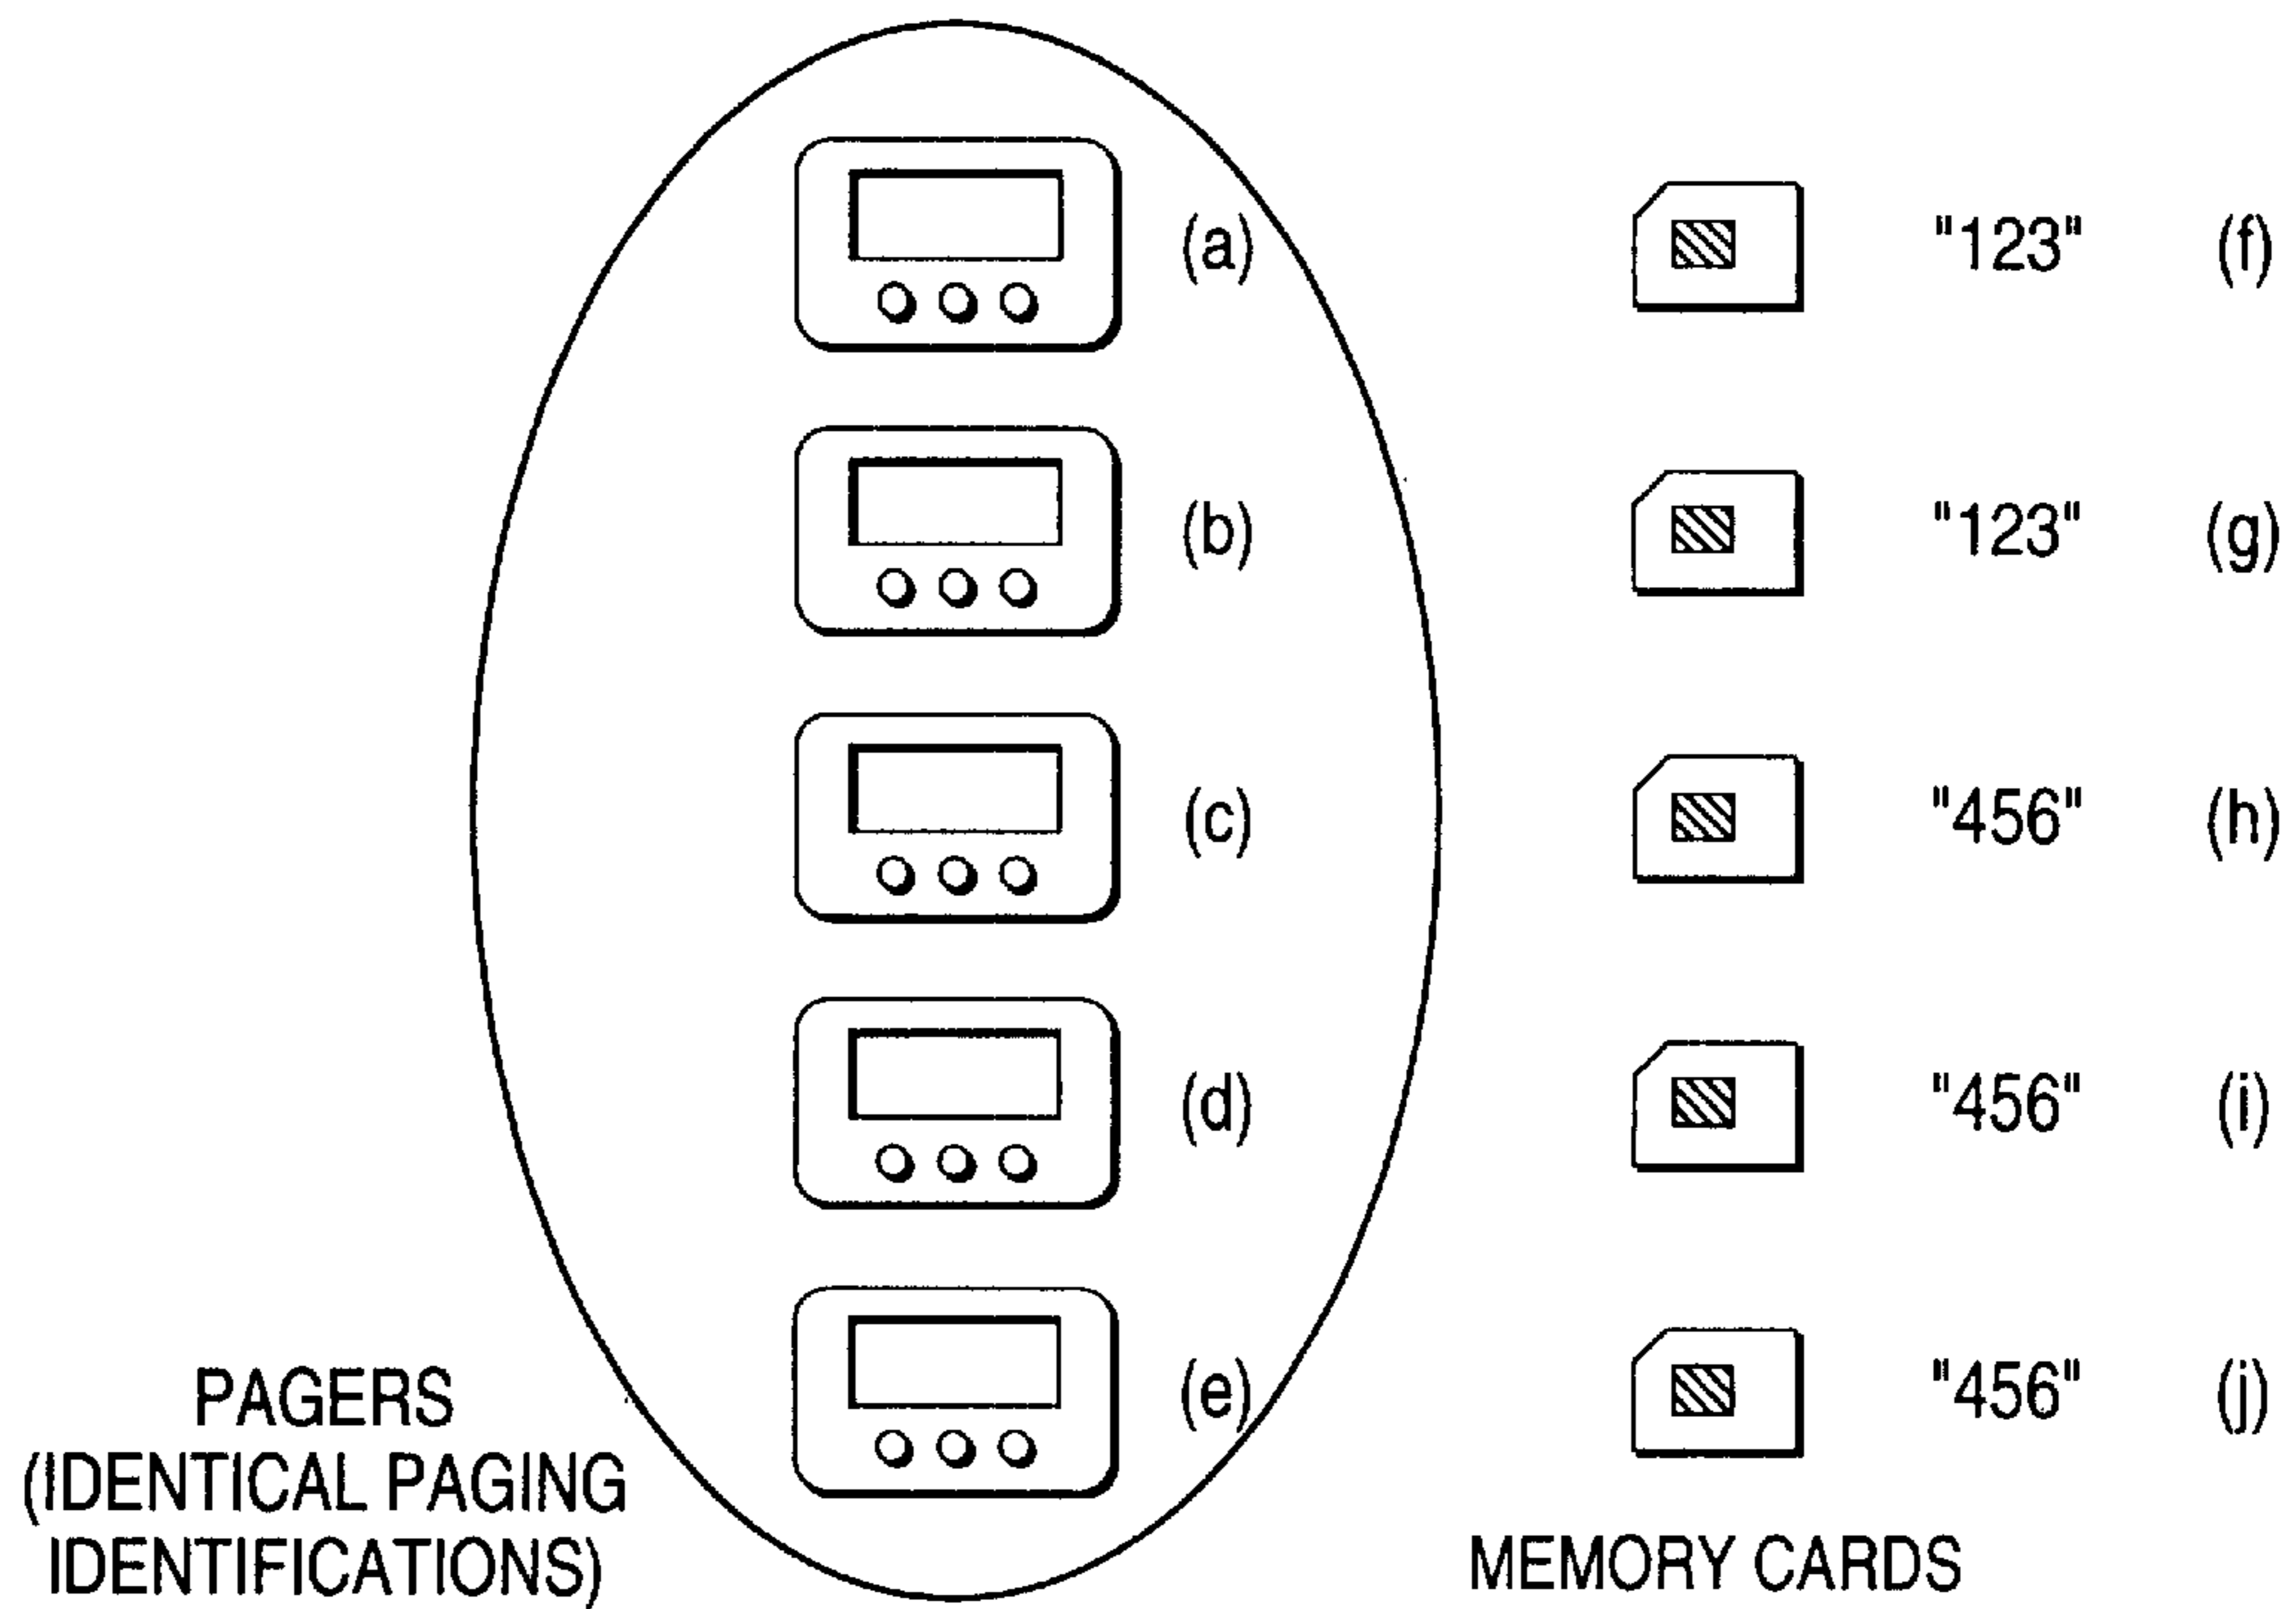 (a) "123" (f)
(b) "123" (g)
(c) "456" (h)
(d) "456" (i)
(e) "456" (j)
PAGERS
(IDENTICAL PAGING
IDENTIFICATIONS)
MEMORY CARDS